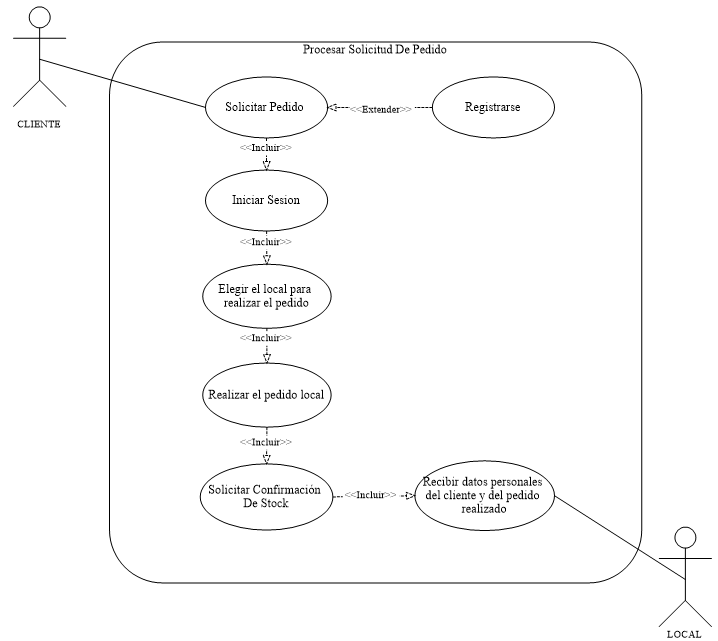 Procesar Solicitud De Pedido
CLIENTE
Solicitar Pedido
<<Extender>>
Registrarse
<<Incluir>>
Iniciar Sesion
<<Incluir>>
Elegir el local para
realizar el pedido
<<Incluir>>
Realizar el pedido local
<<Incluir>>
Solicitar Confirmación
De Stock
<<Incluir>>
Recibir datos personales
del cliente y del pedido
realizado
LOCAL